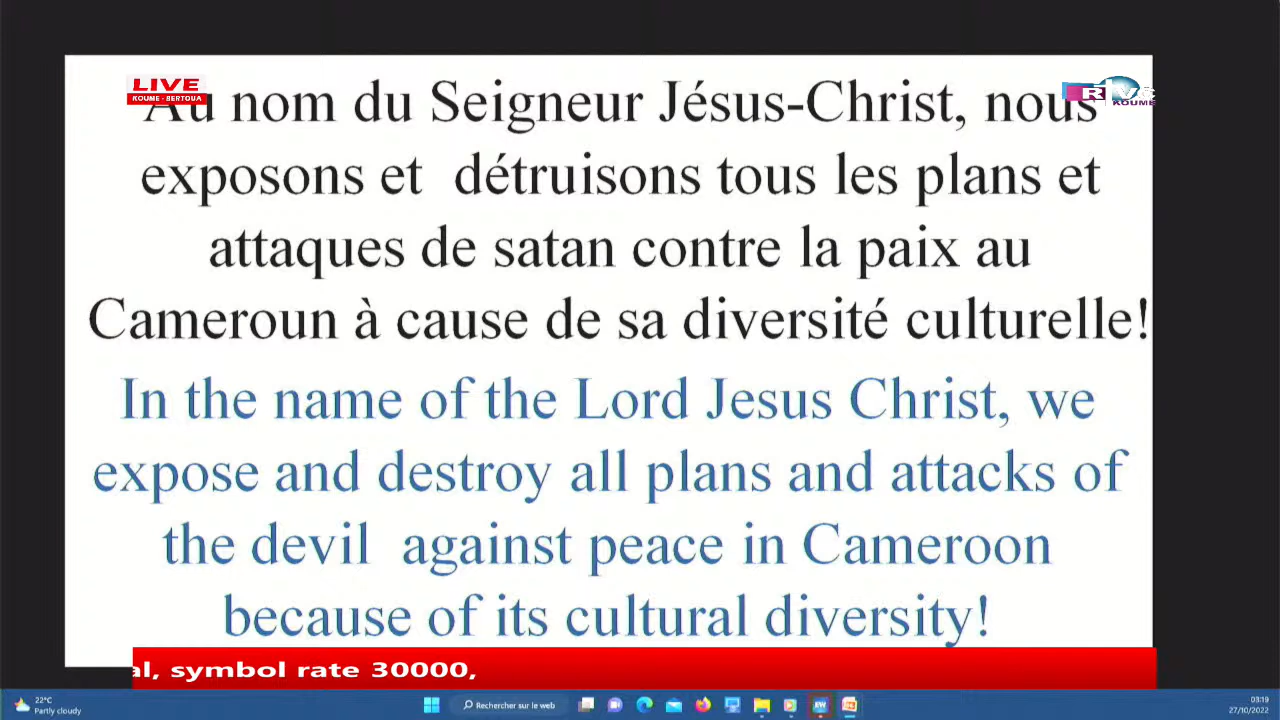 LIVE
KOUME - BERTOUA
RTVC
KOUME
Au nom du Seigneur Jésus-Christ, nous
exposons et détruisons tous les plans et
attaques de satan contre la paix au
Cameroun à cause de sa diversité culturelle!
In the name of the Lord Jesus Christ, we
expose and destroy all plans and attacks of
the devil against peace in Cameroon
because of its cultural diversity!
al, symbol rate 30000,
22°C
Partly cloudy
Rechercher sur le web
03:19
27/10/2022